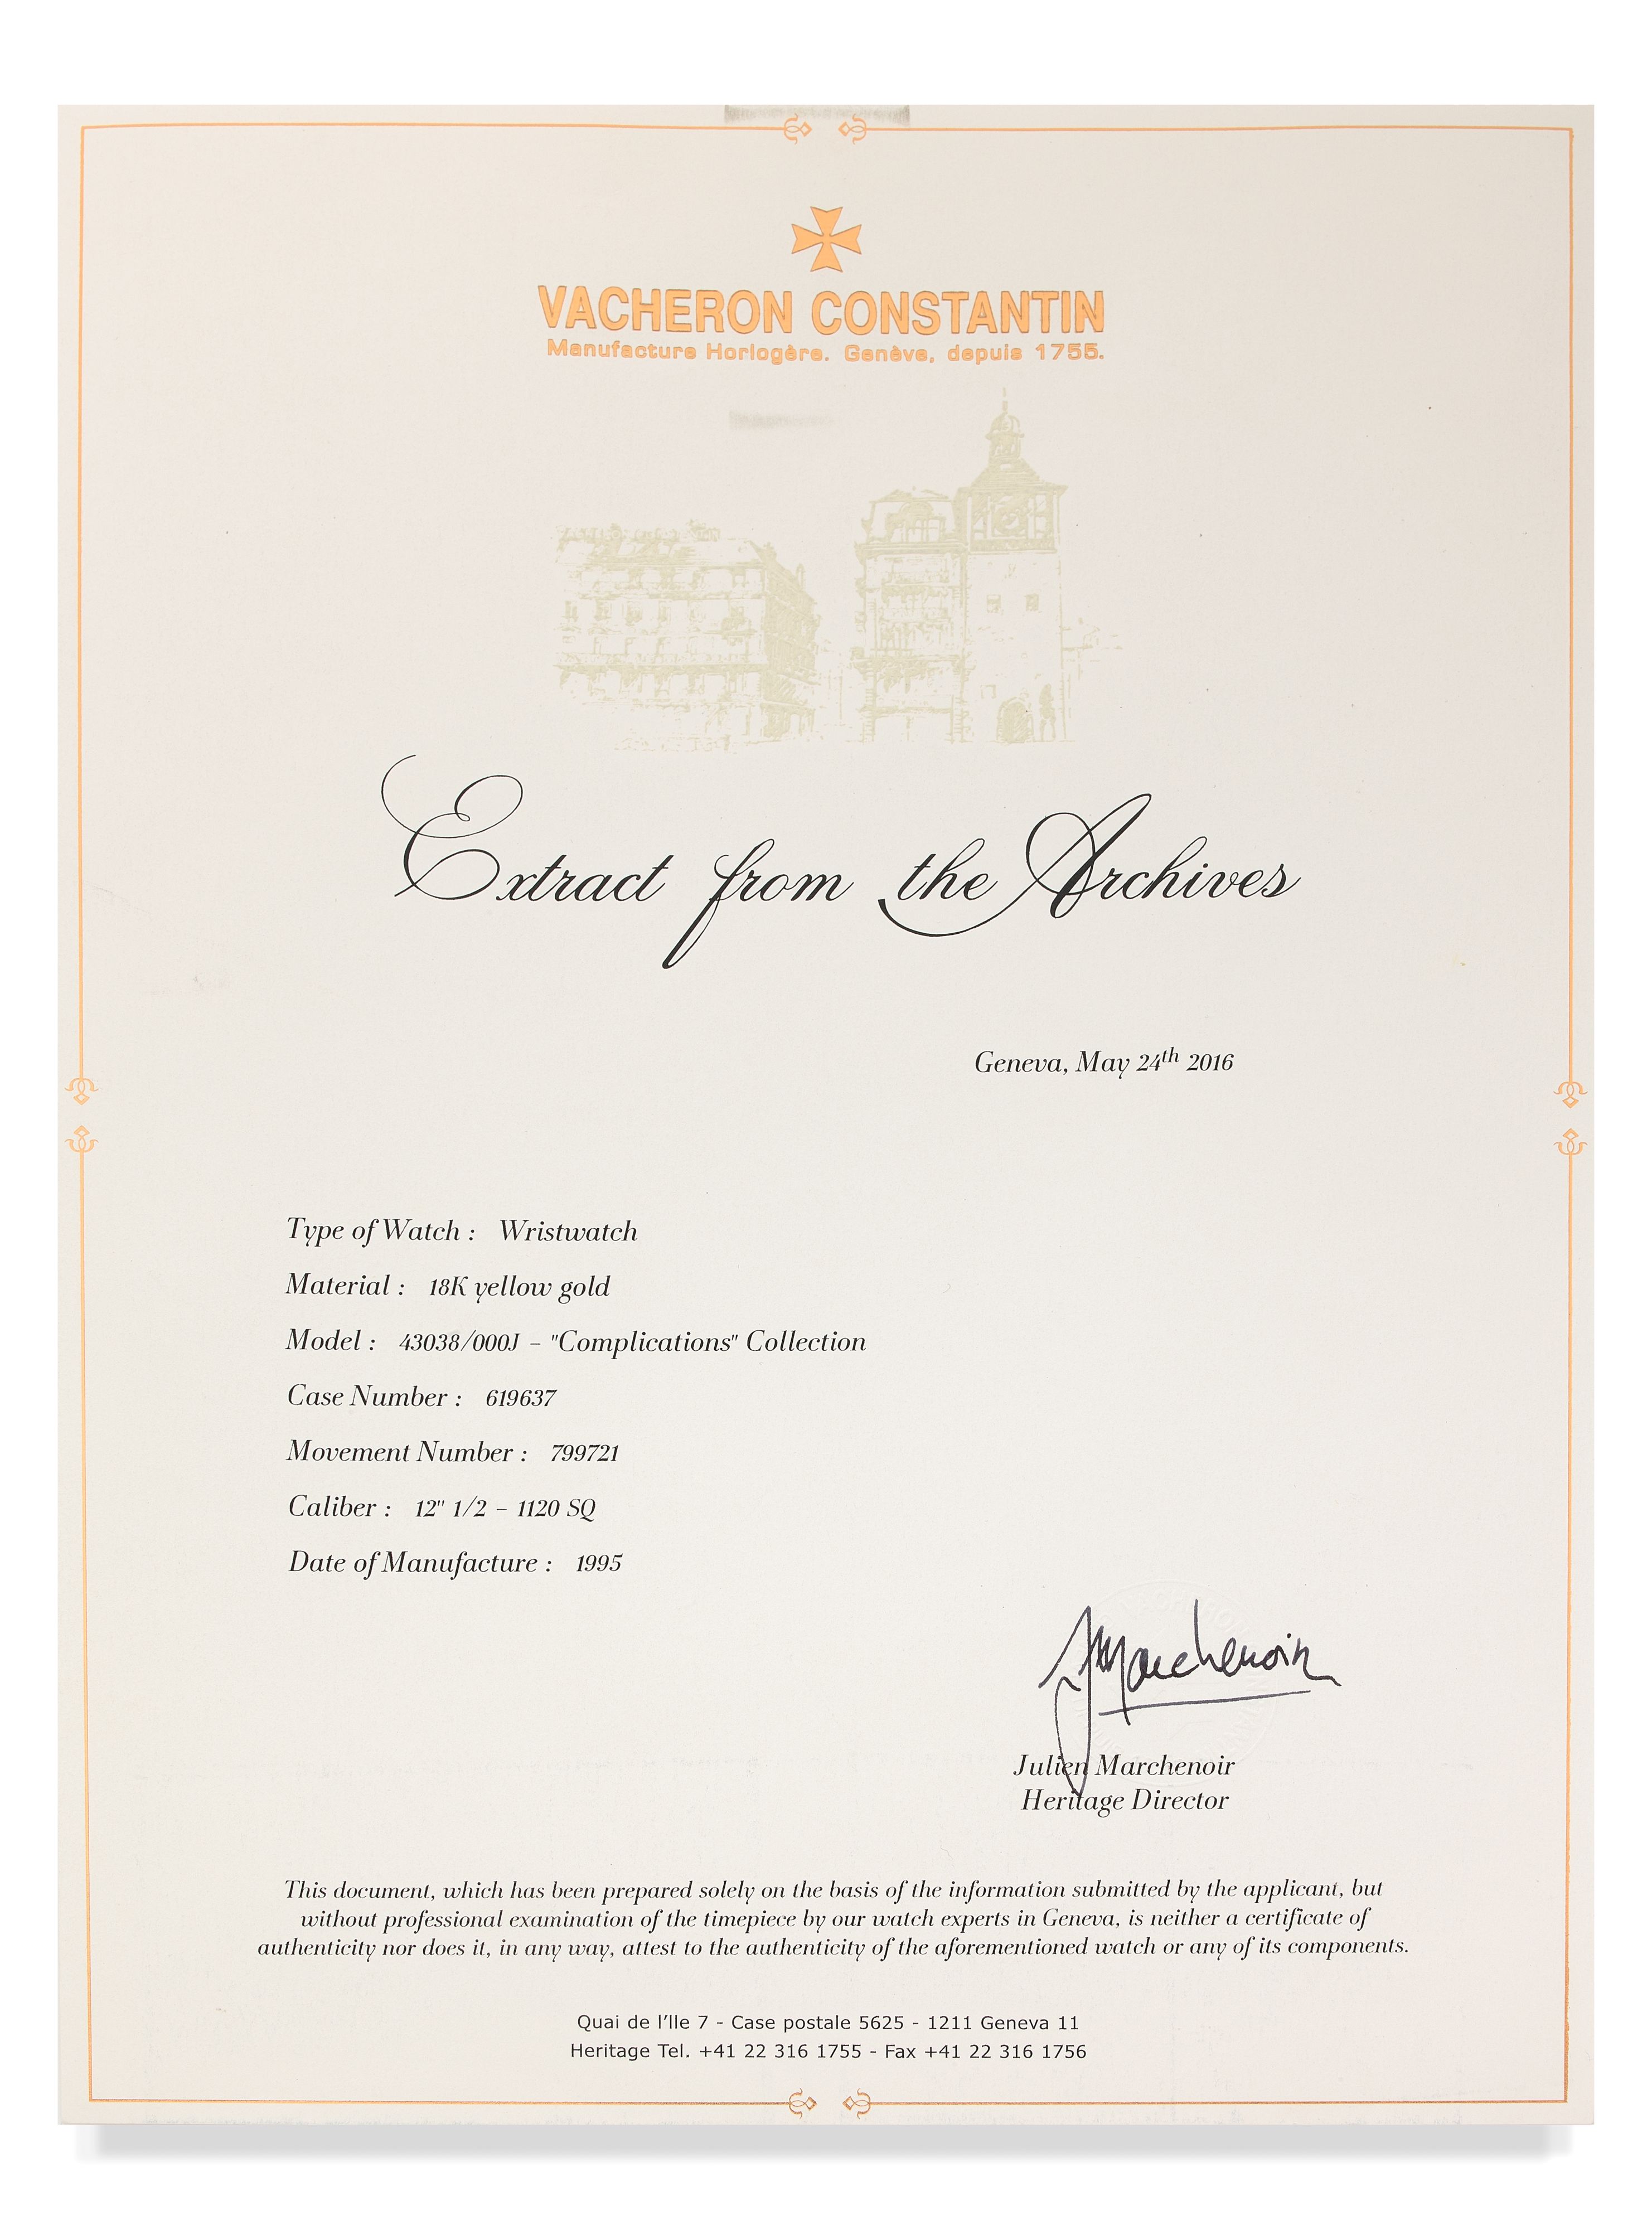 VACHERON CONSTANTIN
Manufacture Horlogère. Genève, depuis 1755.
Extract from the Archives
Geneva, May 24th 2016
Type of Watch : Wristwatch
Material : 18K yellow gold
Model : 43038/000J – "Complications" Collection
Case Number : 619637
Movement Number : 799721
Caliber : 12" 1/2 – 1120 SQ
Date of Manufacture : 1995
JMarchenoir
Julien Marchenoir
Heritage Director
This document, which has been prepared solely on the basis of the information submitted by the applicant, but
without professional examination of the timepiece by our watch experts in Geneva, is neither a certificate of
authenticity nor does it, in any way, attest to the authenticity of the aforementioned watch or any of its components.
Quai de l'Ile 7 - Case postale 5625 - 1211 Geneva 11
Heritage Tel. +41 22 316 1755 - Fax +41 22 316 1756